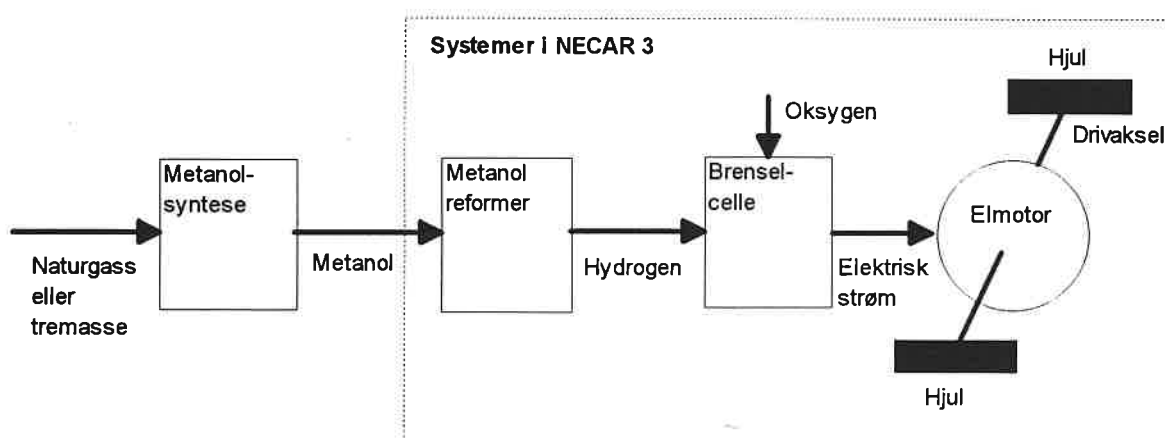 Systemer i NECAR 3
Hjul
Oksygen
Drivaksel
Metanol-
syntese
Metanol
reformer
Brensel-
celle
Elmotor
Naturgass
eller
tremasse
Metanol
Hydrogen
Elektrisk
strøm
Hjul